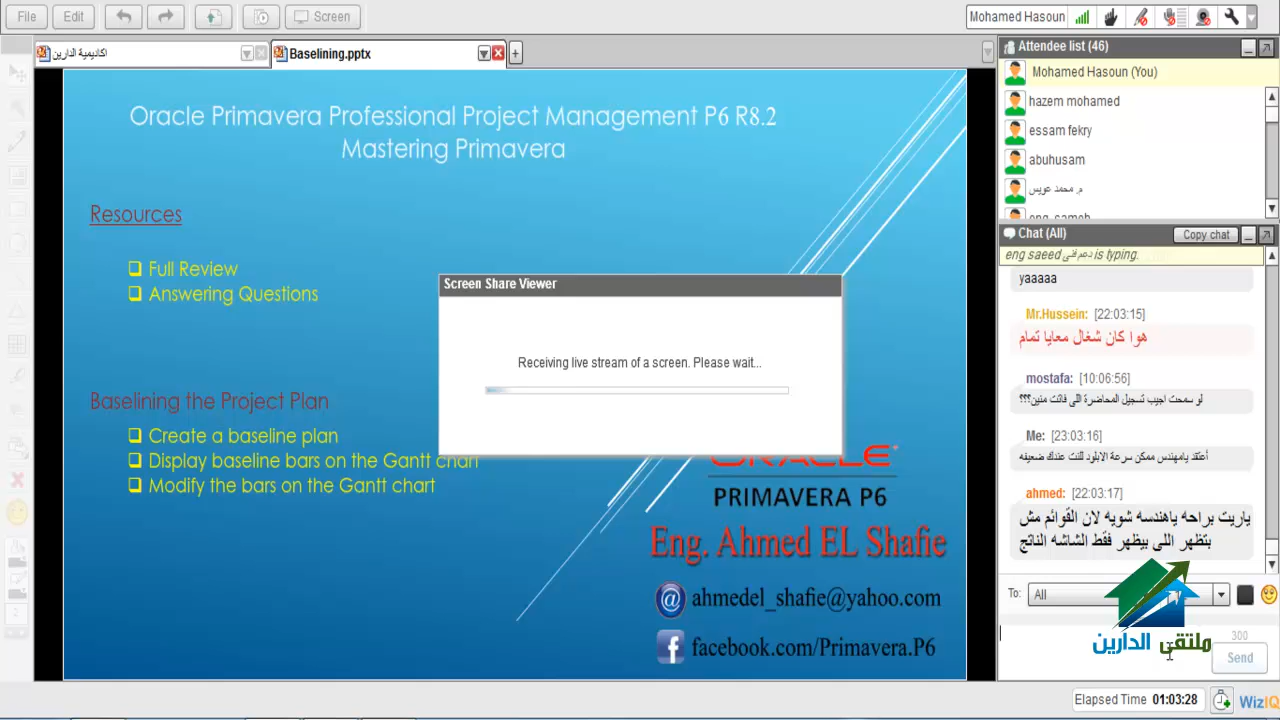 File
Edit
Screen
Mohamed Hasoun
اكاديمية الدارين
Baselining.pptx
Oracle Primavera Professional Project Management P6 R8.2
Mastering Primavera
Resources
Full Review
Answering Questions
Baselining the Project Plan
Create a baseline plan
Display baseline bars on the Gantt chart
Modify the bars on the Gantt chart
Screen Share Viewer
Receiving live stream of a screen. Please wait...
ORACLE
PRIMAVERA P6
Eng. Ahmed EL Shafie
@ ahmedel_shafie@yahoo.com
f facebook.com/Primavera.P6
Attendee list (46)
Mohamed Hasoun (You)
hazem mohamed
essam fekry
abuhusam
م. محمد عويس
eng_sameh
Chat (All)
Copy chat
eng saeed دعم فنى is typing.
yaaaaa
Mr.Hussein: [22:03:15]
هوا كان شغال معايا تمام
mostafa: [10:06:56]
لو سمحت اجيب تسجيل المحاضرة اللى فاتت منين؟؟؟
Me: [23:03:16]
أعتقد يامهندس ممكن سرعة الابلود للنت عندك ضعيفه
ahmed: [22:03:17]
ياريت براحه ياهندسه شويه لان القوائم مش
بتظهر اللى بيظهر فقط الشاشه الناتج
To:
All
ملتقى الدارين
300
Send
Elapsed Time 01:03:28
WizIQ